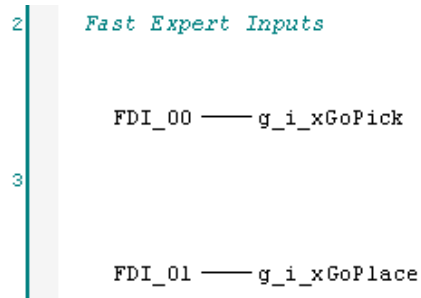 2 Fast Expert Inputs
FDI_00 g_i_xGoPick
3
FDI_01 g_i_xGoPlace